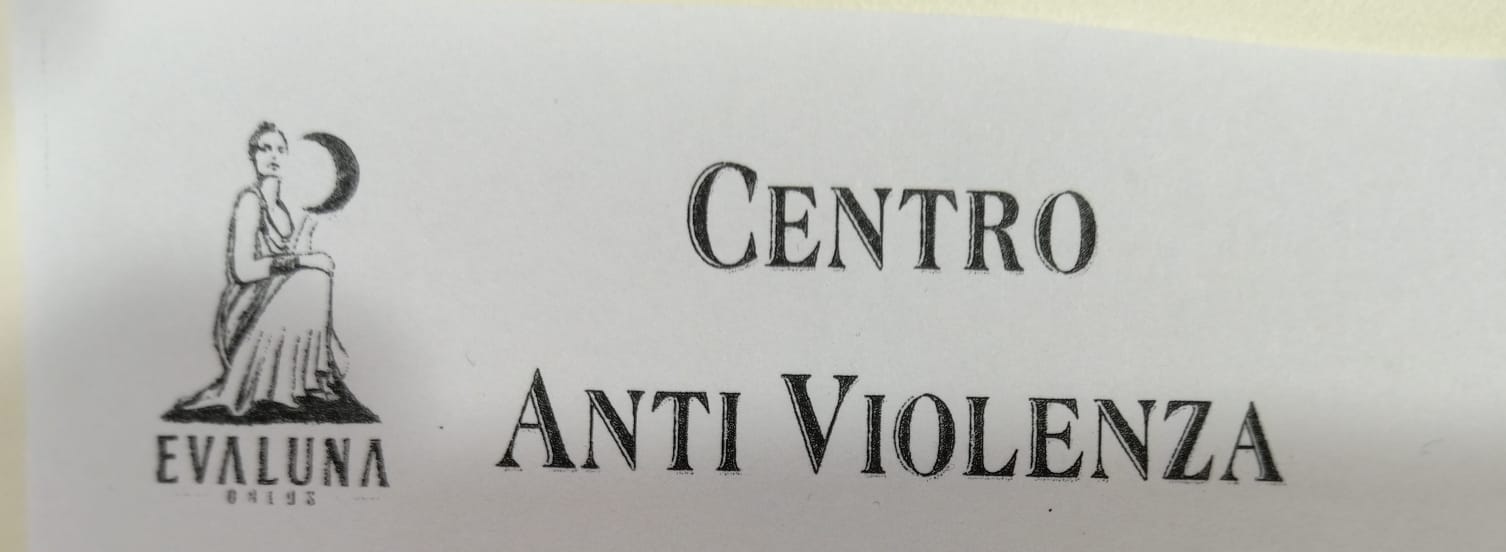 CENTRO
ANTI VIOLENZA
EVALUNA
ONLUS